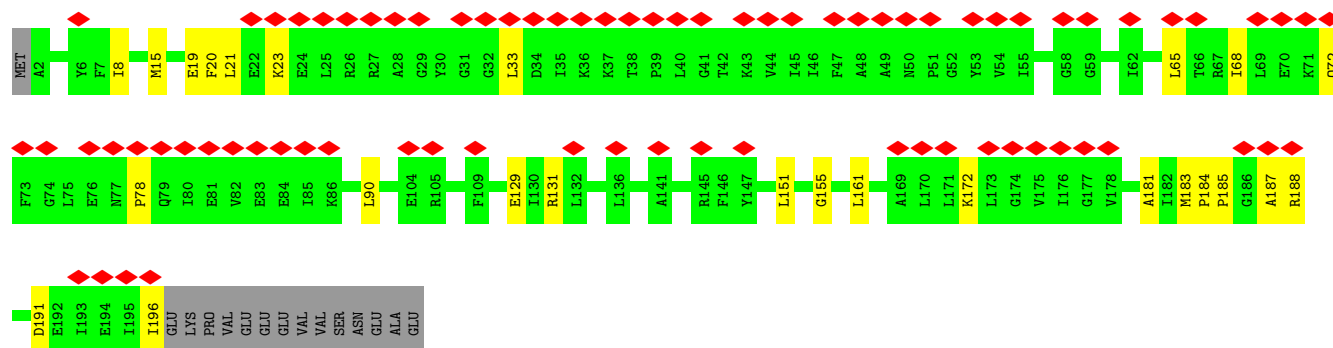 MET A2 Y6 F7 I8 M15 E19 F20 L21 E22 K23 E24 L25 R26 R27 A28 G29 Y30 G31 G32 L33 D34 I35 K36 K37 T38 P39 L40 G41 T42 K43 V44 I45 I46 F47 A48 A49 N50 P51 G52 Y53 V54 I55 G58 G59 I62 L65 T66 R67 I68 L69 E70 K71
F73 G74 L75 E76 N77 P78 Q79 I80 E81 V82 E83 E84 I85 K86 L90 E104 R105 F109 E129 I130 R131 L132 L136 A141 R145 F146 Y147 L151 G155 L161 A169 L170 L171 K172 L173 G174 V175 I176 G177 V178 A181 I182 M183 P184 P185 G186 A187 R188
D191 E192 I193 E194 I195 I196 GLU LYS PRO VAL GLU GLU GLU VAL VAL SER ASN GLU ALA GLU